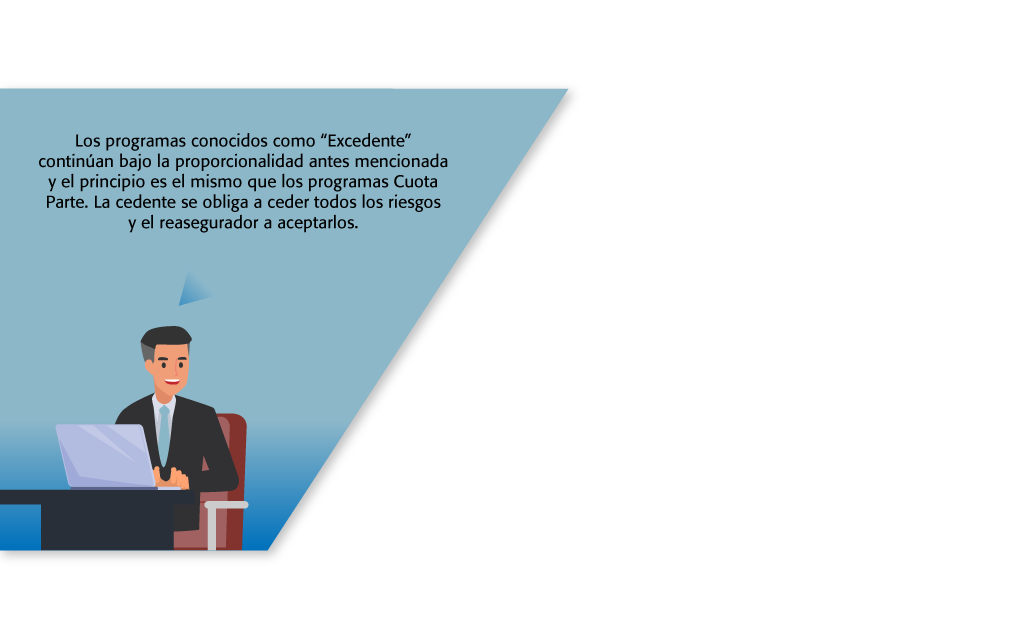 Los programas conocidos como “Excedente”
continúan bajo la proporcionalidad antes mencionada
y el principio es el mismo que los programas Cuota
Parte. La cedente se obliga a ceder todos los riesgos
y el reasegurador a aceptarlos.